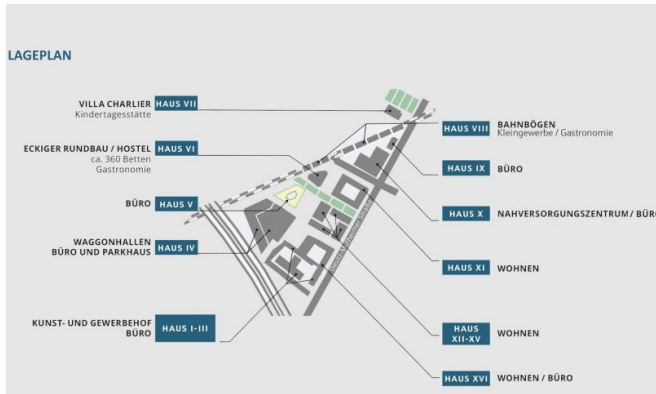 LAGEPLAN
VILLA CHARLIER HAUS VII
Kindertagesstätte
ECKIGER RUNDBAU / HOSTEL HAUS VI
ca. 360 Betten
Gastronomie
BÜRO HAUS V
WAGGONHALLEN
BÜRO UND PARKHAUS
HAUS IV
KUNST- UND GEWERBEHOF
BÜRO
HAUS I-III
HAUS VIII BAHNBÖGEN
Kleingewerbe / Gastronomie
HAUS IX BÜRO
HAUS X NAHVERSORGUNGSZENTRUM / BÜRO
HAUS XI WOHNEN
HAUS
XII-XV
WOHNEN
HAUS XVI WOHNEN / BÜRO